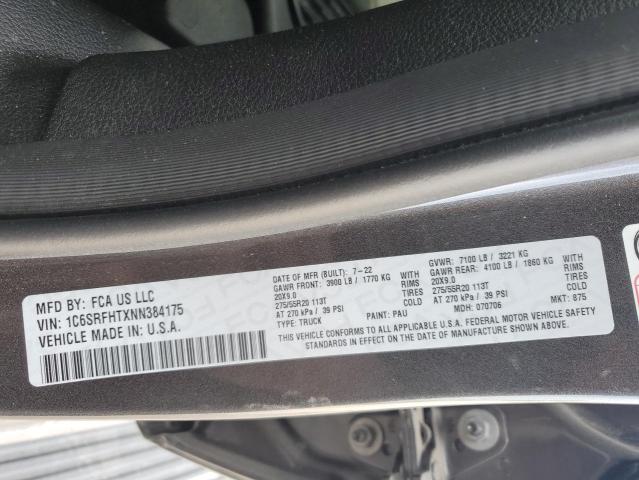 MFD BY: FCA US LLC
VIN: 1C6SRFHTXNN384175
VEHICLE MADE IN U.S.A.
DATE OF MFR (BUILT): 7-22
GAWR FRONT: 3900 LB / 1770 KG WITH
20X9.0 RIMS
275/55R20 113T TIRES
AT 270 kPa / 39 PSI COLD
TYPE: TRUCK PAINT: PAU
GVWR: 7100 LB / 3221 KG
GAWR REAR: 4100 LB / 1860 KG WITH
20X9.0 RIMS
275/55R20 113T TIRES
AT 270 kPa / 39 PSI COLD
MDH: 070706 MKT: 875
THIS VEHICLE CONFORMS TO ALL APPLICABLE U.S.A. FEDERAL MOTOR VEHICLE SAFETY
STANDARDS IN EFFECT ON THE DATE OF MANUFACTURE SHOWN ABOVE.